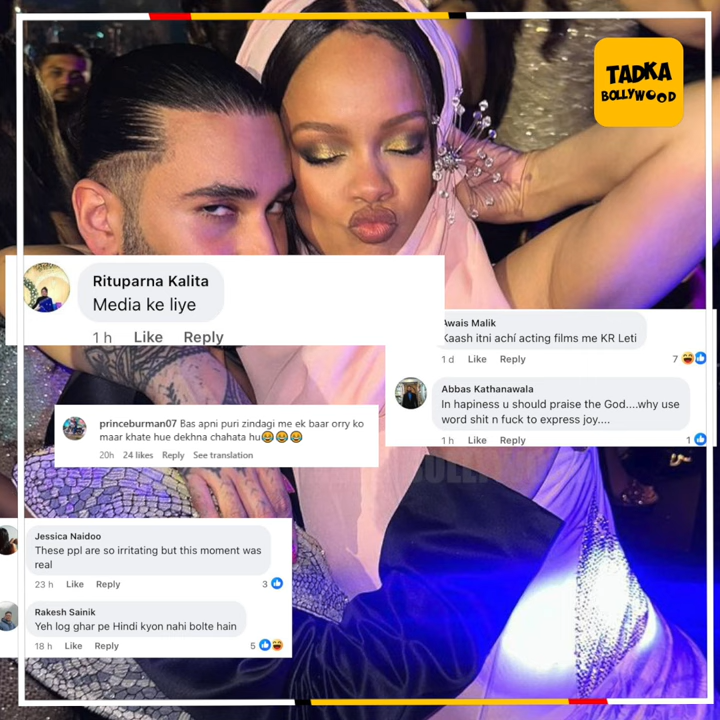 TADKA
BOLLYWOOD
Rituparna Kalita
Media ke liye
1 h Like Reply
Awais Malik
Kaash itni achí acting films me KR Leti
1 d Like Reply 7
Abbas Kathanawala
In hapiness u should praise the God....why use
word shit n fuck to express joy....
1 h Like Reply 1
princeburman07 Bas apni puri zindagi me ek baar orry ko
maar khate hue dekhna chahata hu😂😂😂
20h 24 likes Reply See translation
Jessica Naidoo
These ppl are so irritating but this moment was
real
23 h Like Reply 3
Rakesh Sainik
Yeh log ghar pe Hindi kyon nahi bolte hain
18 h Like Reply 5